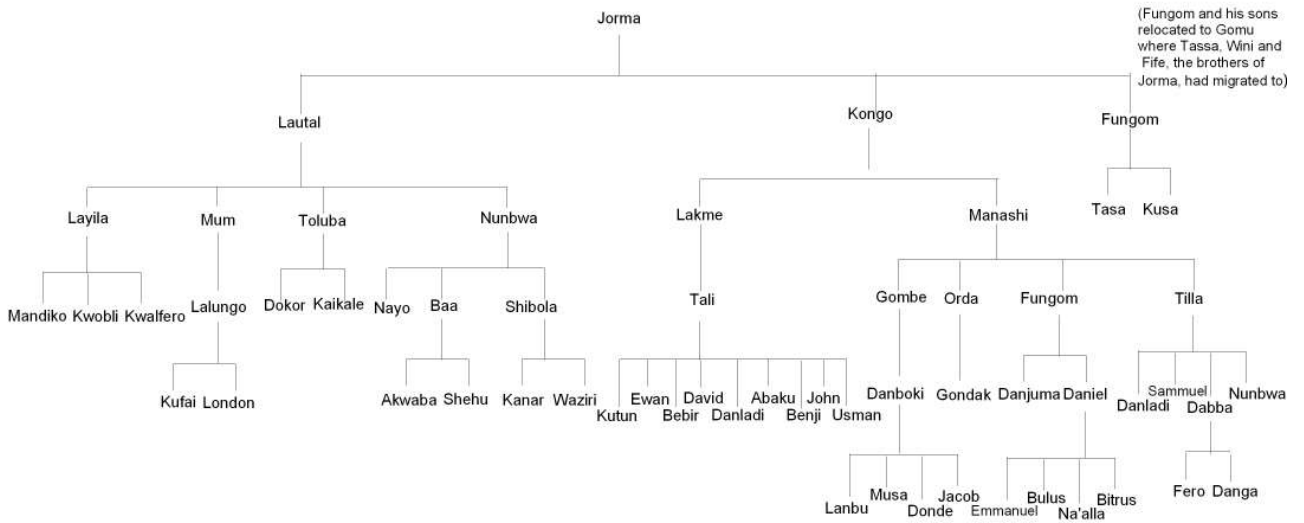 Jorma
(Fungom and his sons
relocated to Gomu
where Tassa, Wini and
Fife, the brothers of
Jorma, had migrated to)
Lautal Kongo Fungom
Layila Mum Toluba Nunbwa Lakme Manashi Tasa Kusa
Mandiko Kwobli Kwalfero Lalungo Dokor Kaikale Nayo Baa Shibola Tali Gombe Orda Fungom Tilla
Kufai London Akwaba Shehu Kanar Waziri Kutun Ewan Bebir David Danladi Abaku Benji John Usman Danboki Gondak Danjuma Daniel Danladi Sammuel Dabba Nunbwa
Lanbu Musa Donde Jacob Emmanuel Bulus Na'alla Bitrus Fero Danga